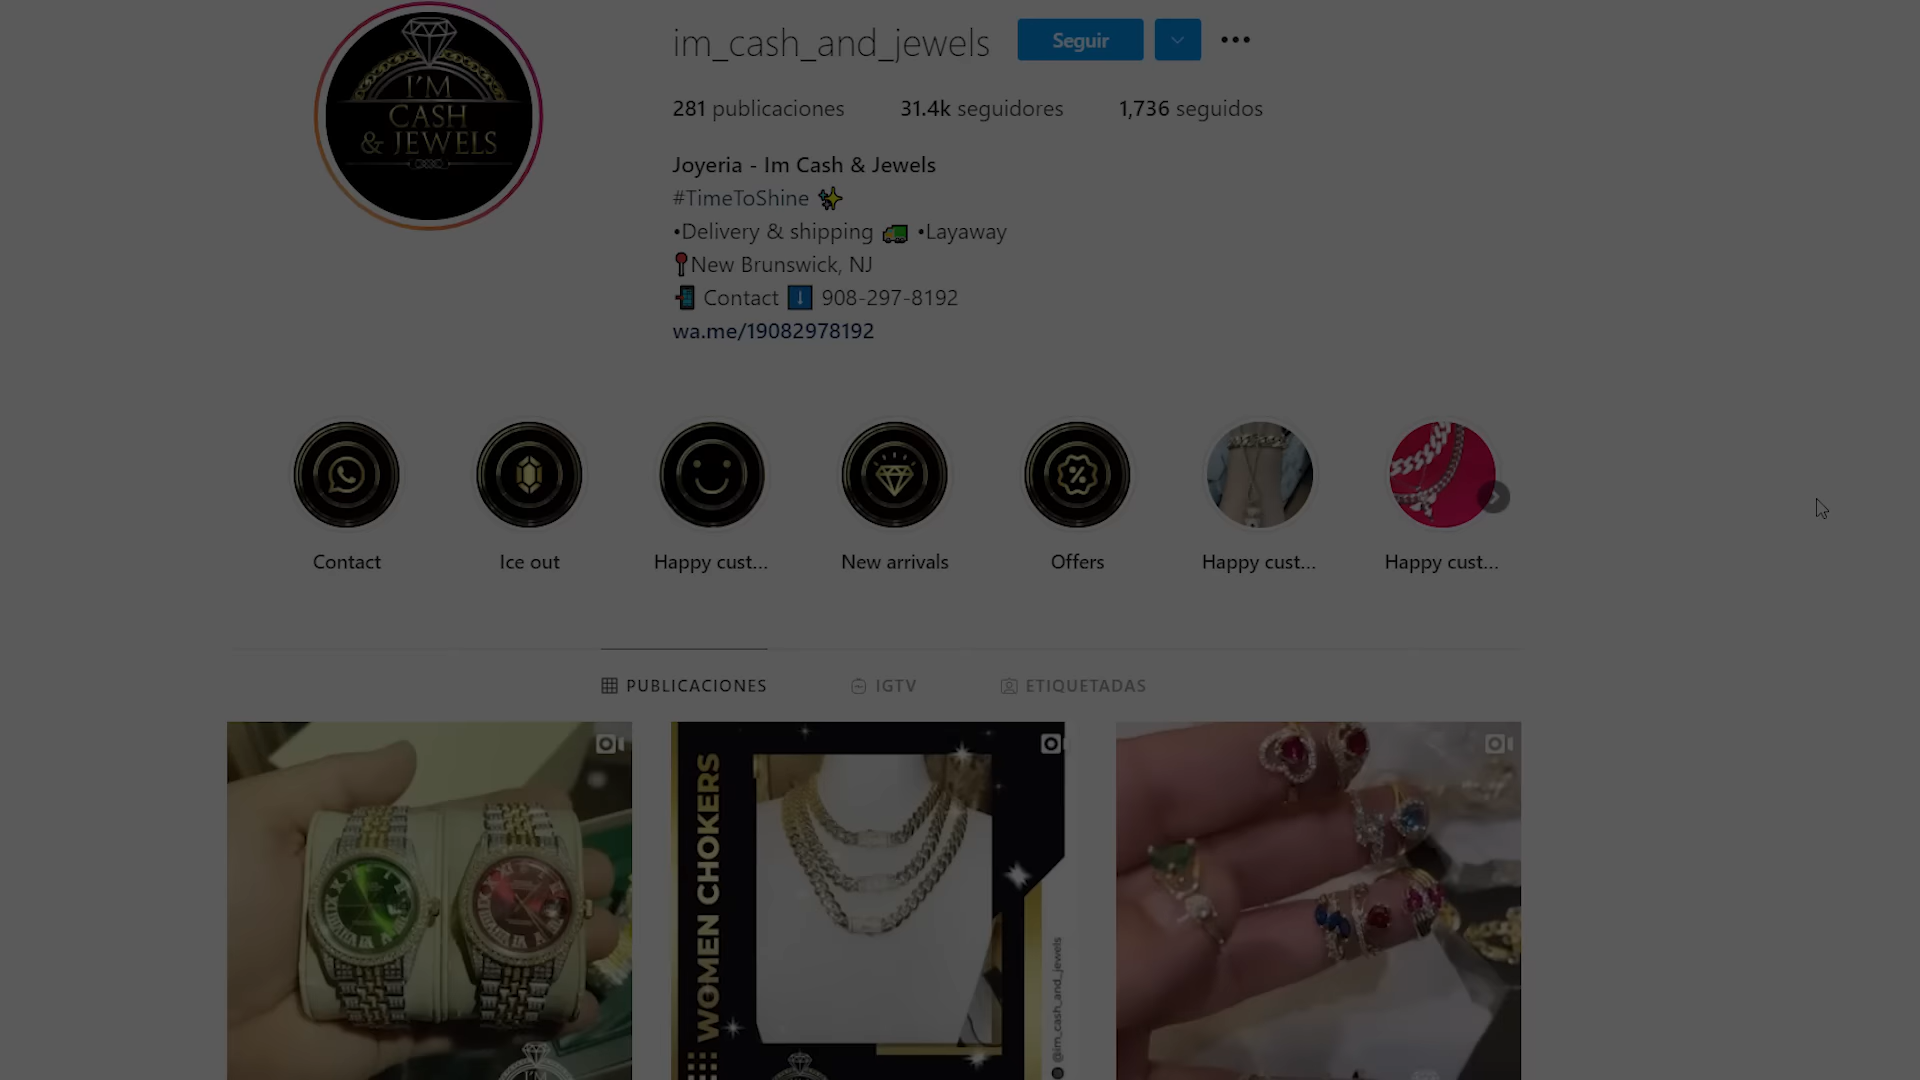 I'M
CASH
& JEWELS
im_cash_and_jewels
Seguir
281 publicaciones
31.4k seguidores
1,736 seguidos
Joyeria - Im Cash & Jewels
#TimeToShine ✨
•Delivery & shipping 🚚 •Layaway
📍New Brunswick, NJ
📲 Contact ⬇️ 908-297-8192
wa.me/19082978192
Contact
Ice out
Happy cust...
New arrivals
Offers
Happy cust...
Happy cust...
PUBLICACIONES
IGTV
ETIQUETADAS
WOMEN CHOKERS
@im_cash_and_jewels
I'M